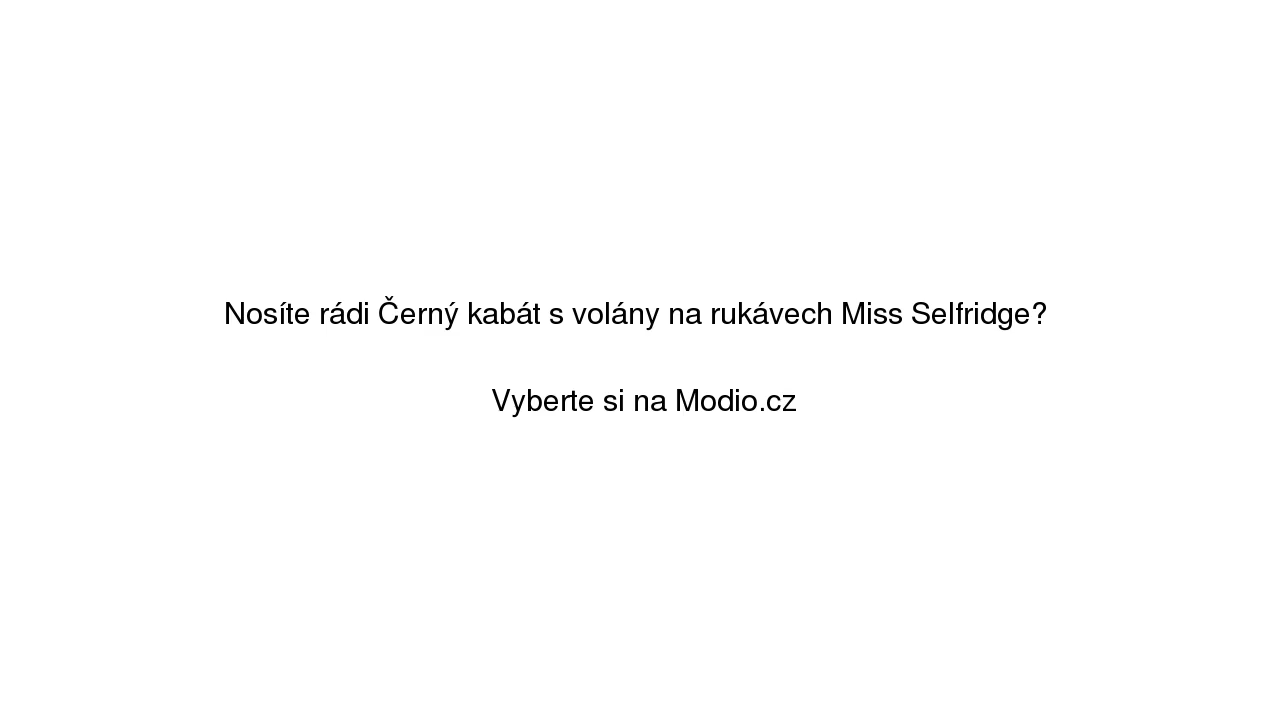 Nosíte rádi Černý kabát s volány na rukávech Miss Selfridge?
Vyberte si na Modio.cz